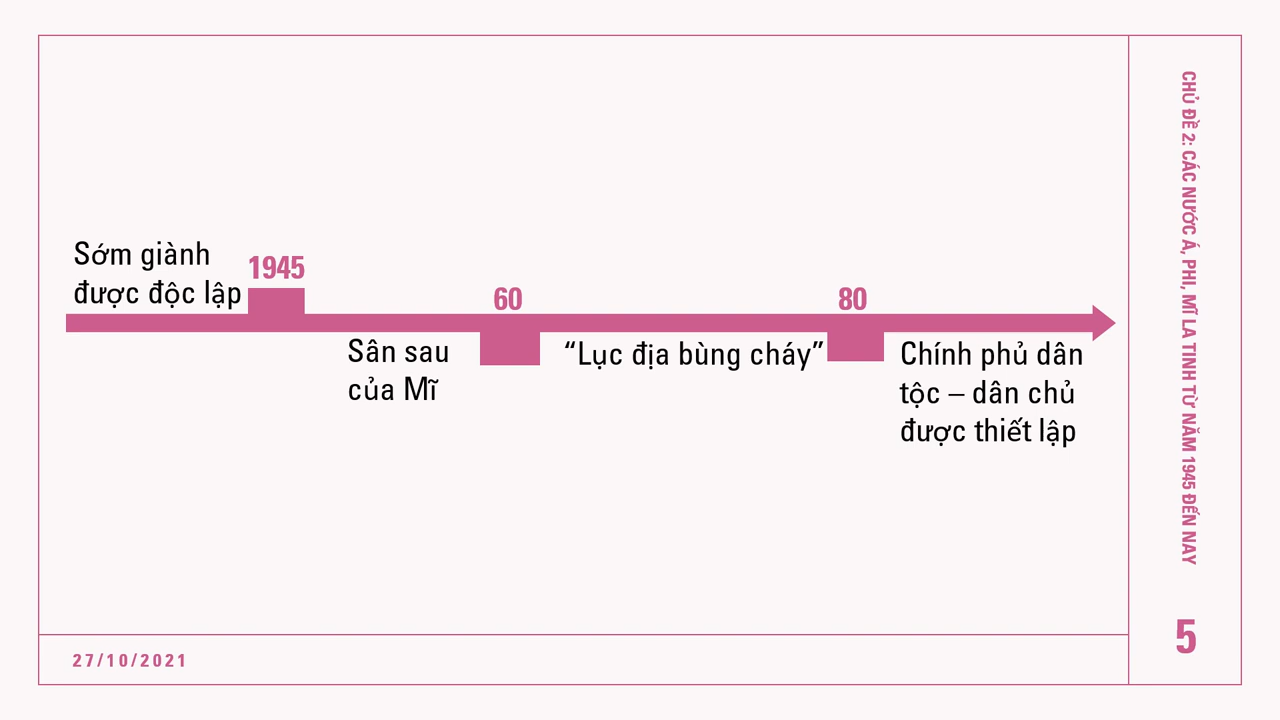 Sớm giành
được độc lập
1945
60
80
Sân sau
của Mĩ
“Lục địa bùng cháy”
Chính phủ dân
tộc – dân chủ
được thiết lập
CHỦ ĐỀ 2: CÁC NƯỚC Á, PHI, MĨ LA TINH TỪ NĂM 1945 ĐẾN NAY
27/10/2021
5